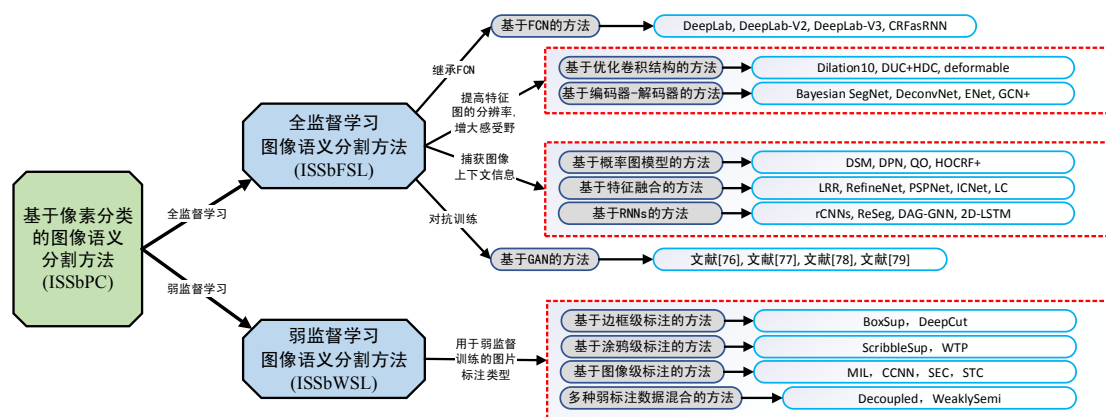 基于FCN的方法
DeepLab, DeepLab-V2, DeepLab-V3, CRFasRNN
继承FCN
基于优化卷积结构的方法
Dilation10, DUC+HDC, deformable
基于编码器-解码器的方法
Bayesian SegNet, DeconvNet, ENet, GCN+
提高特征
图的分辨率,
增大感受野
全监督学习
图像语义分割方法
(ISSbFSL)
捕获图像
上下文信息
基于概率图模型的方法
DSM, DPN, QO, HOCRF+
基于特征融合的方法
LRR, RefineNet, PSPNet, ICNet, LC
基于RNNs的方法
rCNNs, ReSeg, DAG-GNN, 2D-LSTM
对抗训练
基于GAN的方法
文献[76], 文献[77], 文献[78], 文献[79]
基于像素分类
的图像语义
分割方法
(ISSbPC)
全监督学习
弱监督学习
弱监督学习
图像语义分割方法
(ISSbWSL)
用于弱监督
训练的图片
标注类型
基于边框级标注的方法
BoxSup，DeepCut
基于涂鸦级标注的方法
ScribbleSup，WTP
基于图像级标注的方法
MIL，CCNN，SEC，STC
多种弱标注数据混合的方法
Decoupled，WeaklySemi